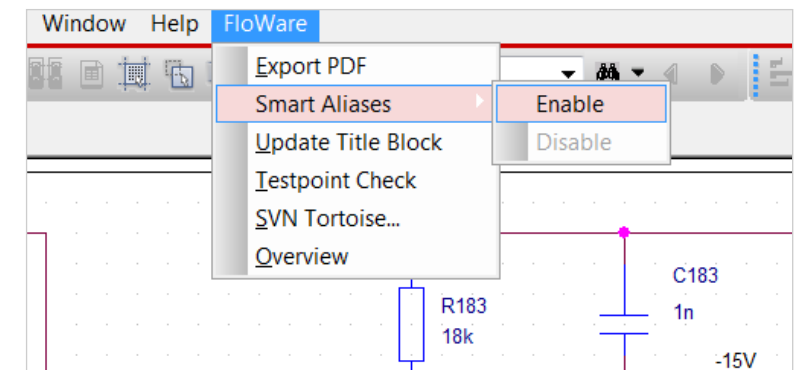 Window Help FloWare
Export PDF
Smart Aliases
Enable
Update Title Block
Disable
Testpoint Check
SVN Tortoise...
Overview
C183
1n
R183
18k
-15V